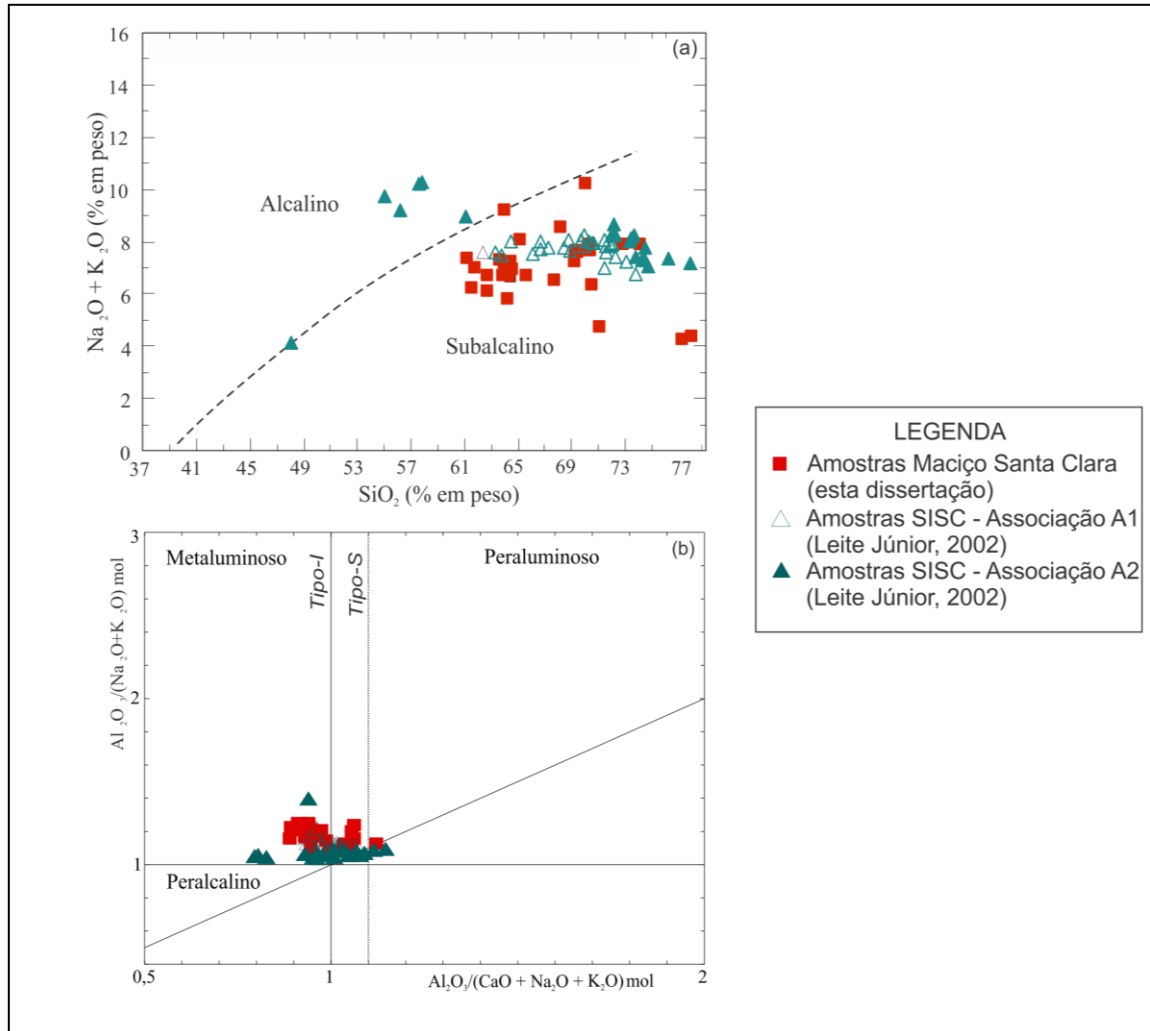 (a)
16
14
12
10
8
6
4
2
0
Na₂O + K₂O (% em peso)
Alcalino
Subalcalino
37 41 45 49 53 57 61 65 69 73 77
SiO₂ (% em peso)
LEGENDA
Amostras Maciço Santa Clara
(esta dissertação)
Amostras SISC - Associação A1
(Leite Júnior, 2002)
Amostras SISC - Associação A2
(Leite Júnior, 2002)
(b)
3
2
1
Al₂O₃/(Na₂O+K₂O) mol
Metaluminoso
Tipo-I
Tipo-S
Peraluminoso
Peralcalino
0,5 1 2
Al₂O₃/(CaO + Na₂O + K₂O) mol